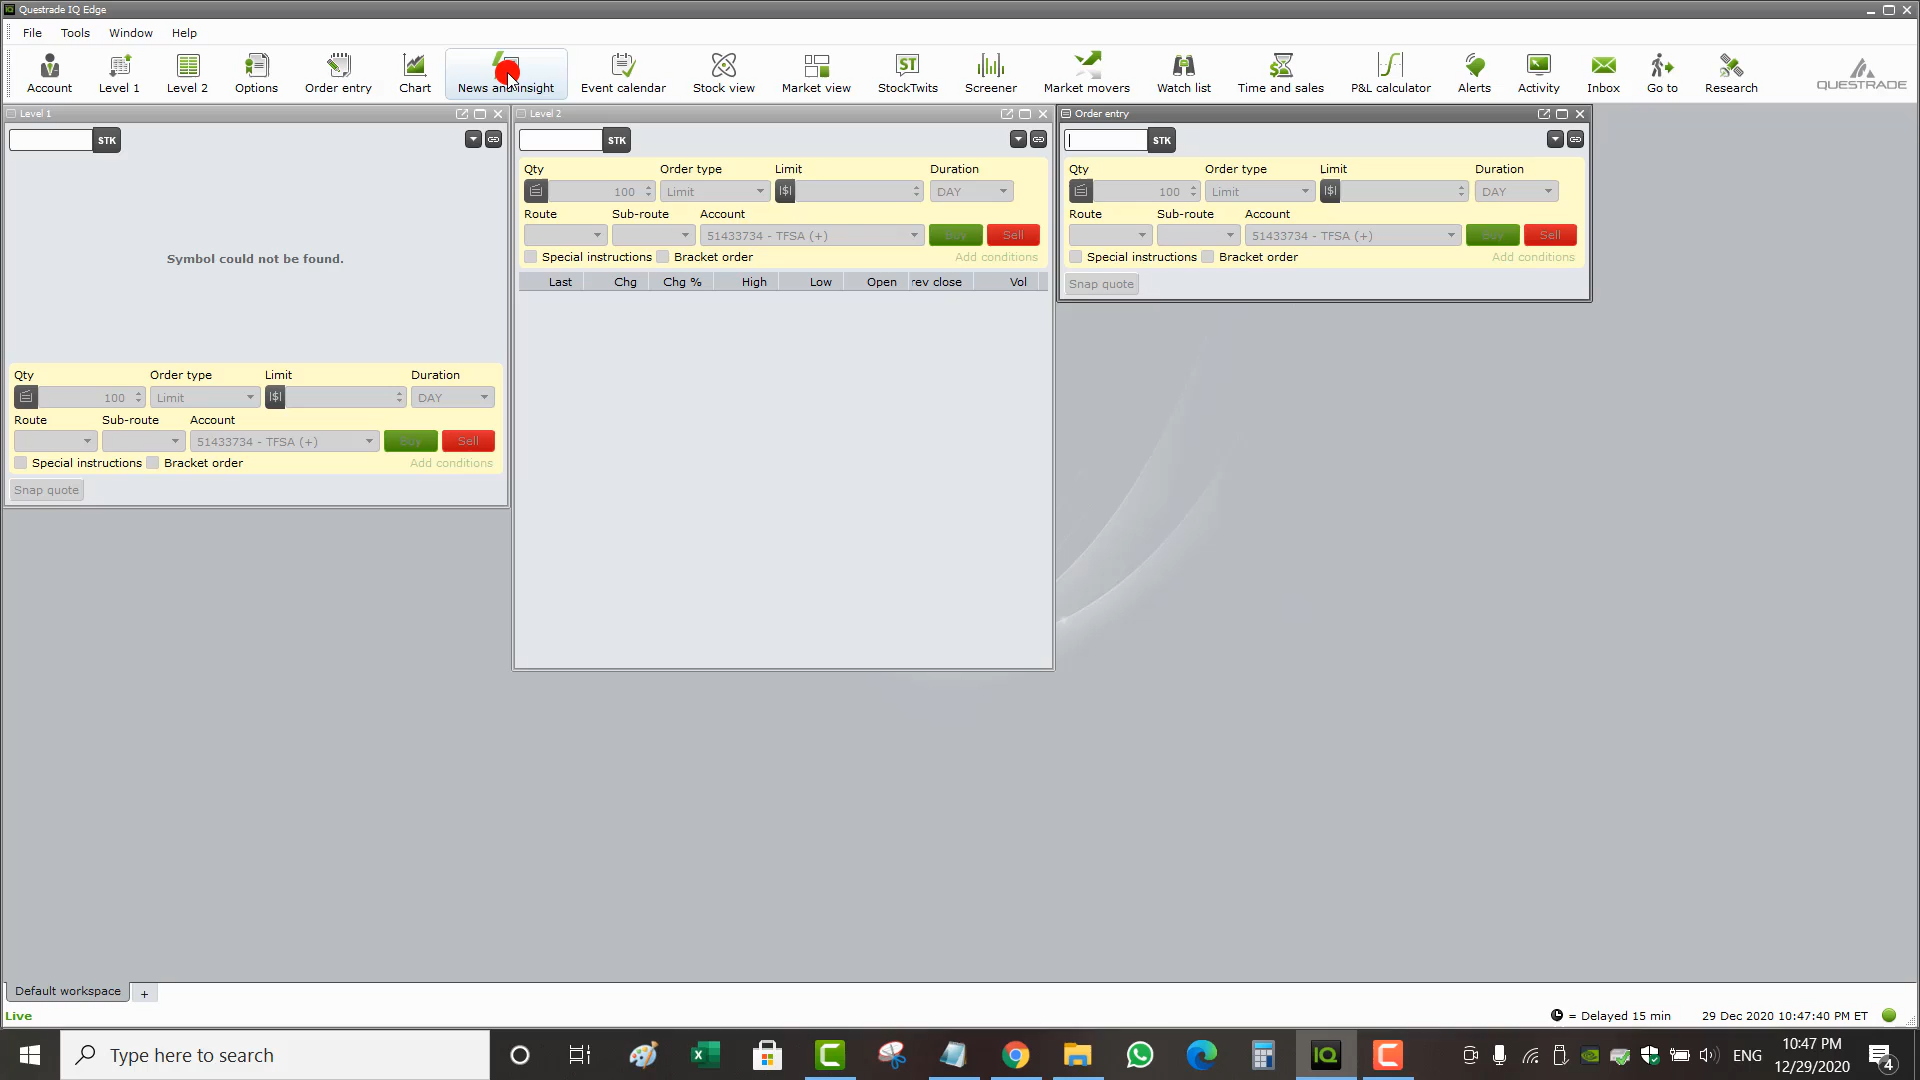 Questrade IQ Edge
File Tools Window Help
Account Level 1 Level 2 Options Order entry Chart News and insight Event calendar Stock view Market view StockTwits Screener Market movers Watch list Time and sales P&L calculator Alerts Activity Inbox Go to Research
QUESTRADE
Level 1
STK
Symbol could not be found.
Qty Order type Limit Duration
100 Limit |$| DAY
Route Sub-route Account
51433734 - TFSA (+) Buy Sell
Special instructions Bracket order Add conditions
Snap quote
Level 2
STK
Qty Order type Limit Duration
100 Limit |$| DAY
Route Sub-route Account
51433734 - TFSA (+) Buy Sell
Special instructions Bracket order Add conditions
Last Chg Chg % High Low Open rev close Vol
Order entry
STK
Qty Order type Limit Duration
100 Limit |$| DAY
Route Sub-route Account
51433734 - TFSA (+) Buy Sell
Special instructions Bracket order Add conditions
Snap quote
Default workspace +
Live
= Delayed 15 min 29 Dec 2020 10:47:40 PM ET
Type here to search
IQ
ENG
10:47 PM
12/29/2020
4